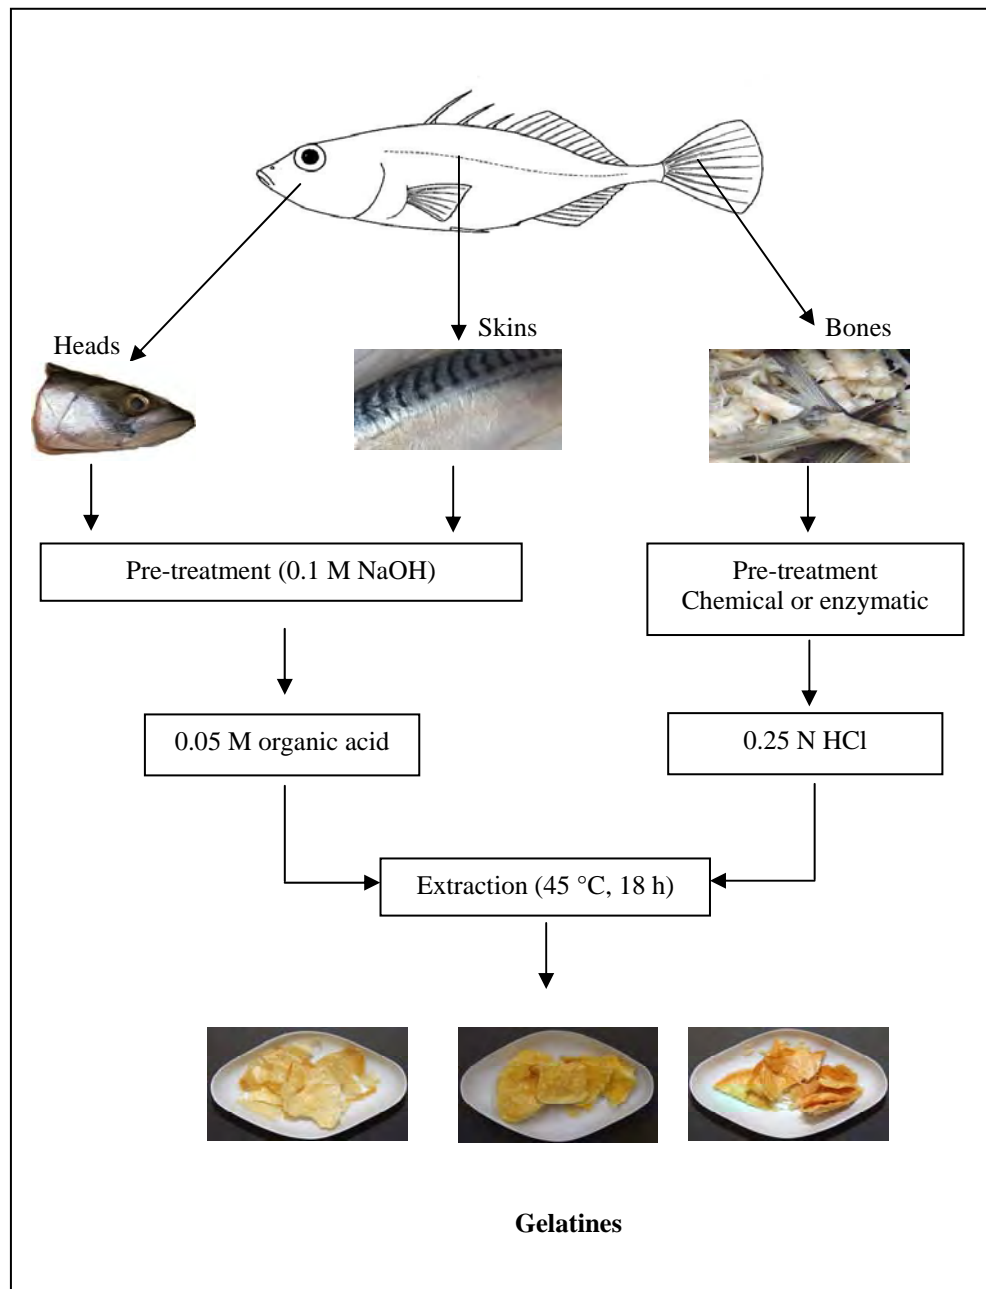 Heads
Skins
Bones
Pre-treatment (0.1 M NaOH)
Pre-treatment
Chemical or enzymatic
0.05 M organic acid
0.25 N HCl
Extraction (45 °C, 18 h)
Gelatines